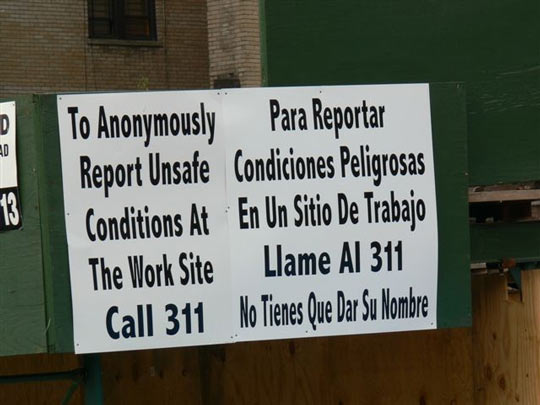 D
AD
13
To Anonymously
Report Unsafe
Conditions At
The Work Site
Call 311
Para Reportar
Condiciones Peligrosas
En Un Sitio De Trabajo
Llame Al 311
No Tienes Que Dar Su Nombre